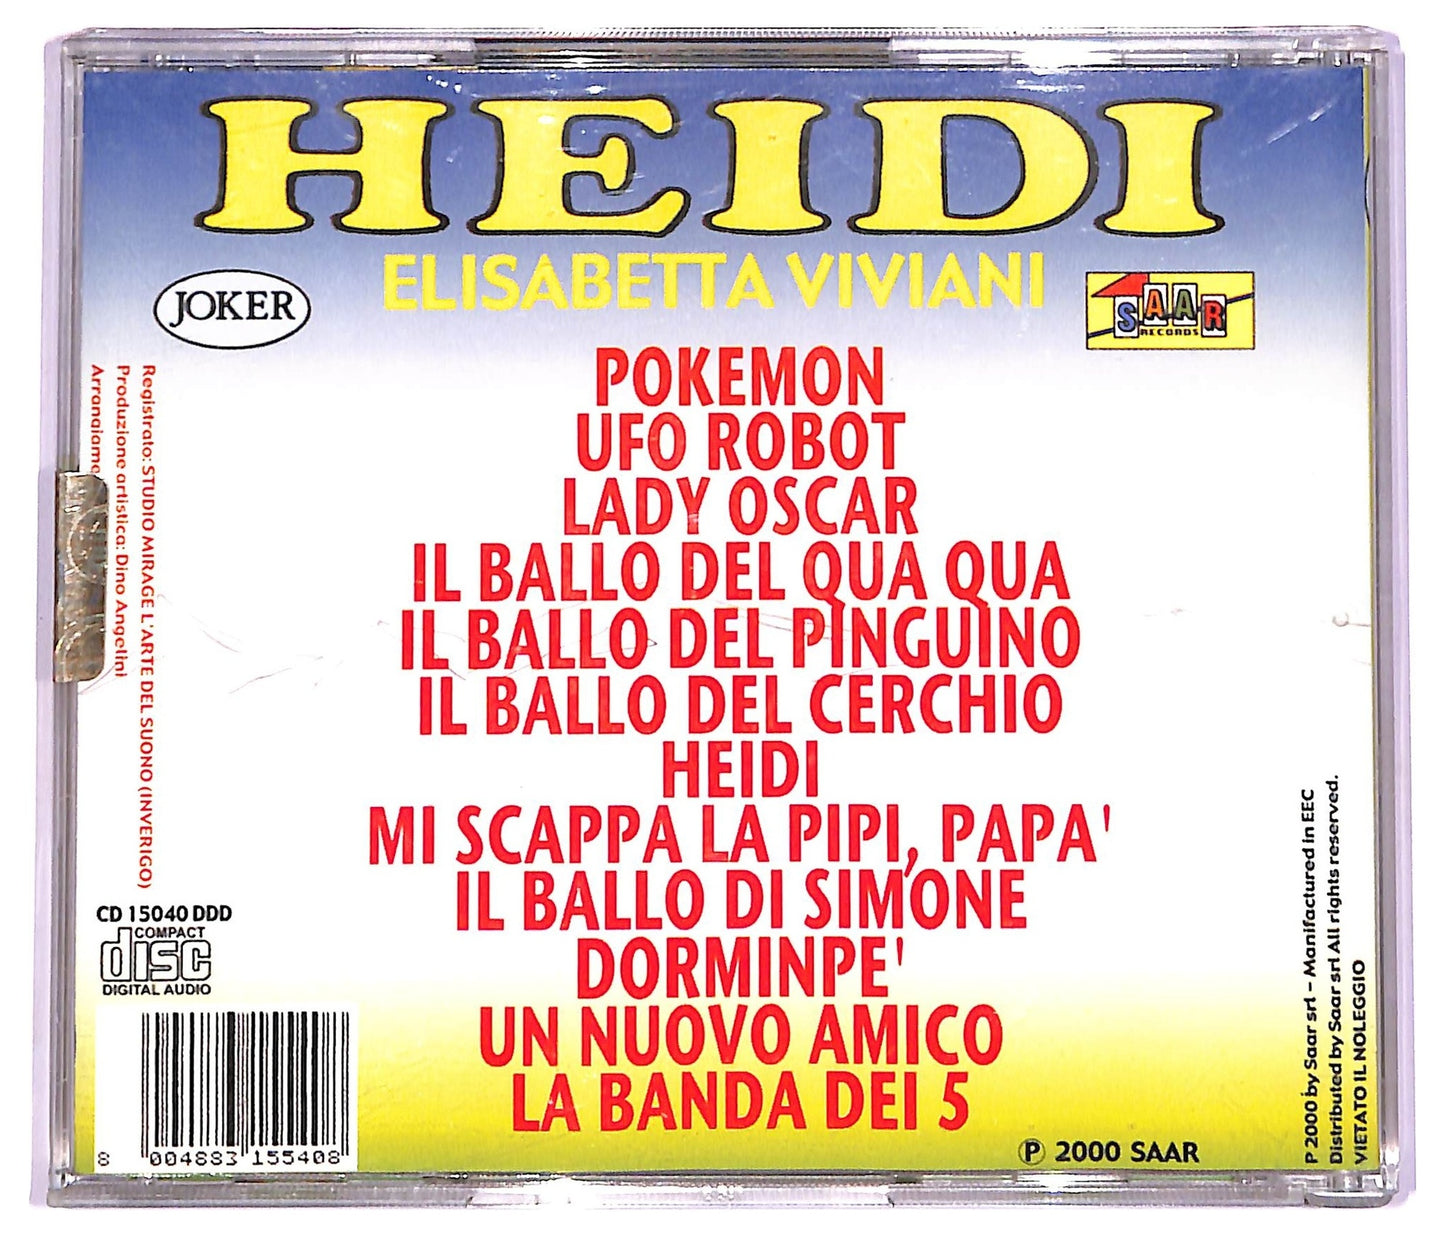 HEIDI
ELISABETTA VIVIANI
JOKER
SAAR
RECORDS
POKEMON
UFO ROBOT
LADY OSCAR
IL BALLO DEL QUA QUA
IL BALLO DEL PINGUINO
IL BALLO DEL CERCHIO
HEIDI
MI SCAPPA LA PIPI, PAPA'
IL BALLO DI SIMONE
DORMINPE'
UN NUOVO AMICO
LA BANDA DEI 5
Registrato: STUDIO MIRAGE L'ARTE DEL SUONO (INVERIGO)
Produzione artistica: Dino Angelini
CD 15040 DDD
COMPACT
disc
DIGITAL AUDIO
8 004883 155408
℗ 2000 SAAR
P 2000 by Saar srl - Manifactured in EEC
Distributed by Saar srl All rights reserved.
VIETATO IL NOLEGGIO